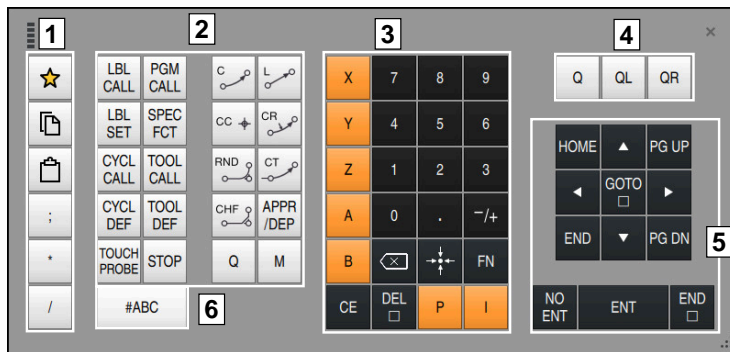 1
2
3
4
×
LBL CALL
PGM CALL
C
L
X
7
8
9
Q
QL
QR
LBL SET
SPEC FCT
CC
CR
Y
4
5
6
HOME
PG UP
CYCL CALL
TOOL CALL
RND
CT
Z
1
2
3
GOTO
;
CYCL DEF
TOOL DEF
CHF
APPR /DEP
A
0
.
−/+
END
PG DN
5
*
TOUCH PROBE
STOP
Q
M
B
FN
/
#ABC
6
CE
DEL
P
I
NO ENT
ENT
END